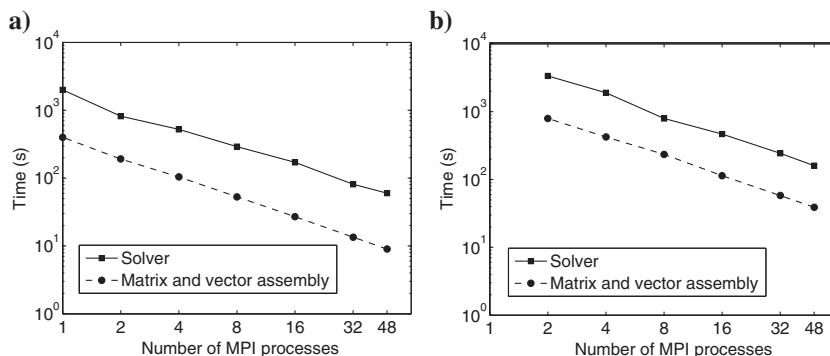 a)
10^4
10^3
10^2
10^1
10^0
Time (s)
Solver
Matrix and vector assembly
1 2 4 8 16 32 48
Number of MPI processes
b)
10^4
10^3
10^2
10^1
10^0
Time (s)
Solver
Matrix and vector assembly
1 2 4 8 16 32 48
Number of MPI processes